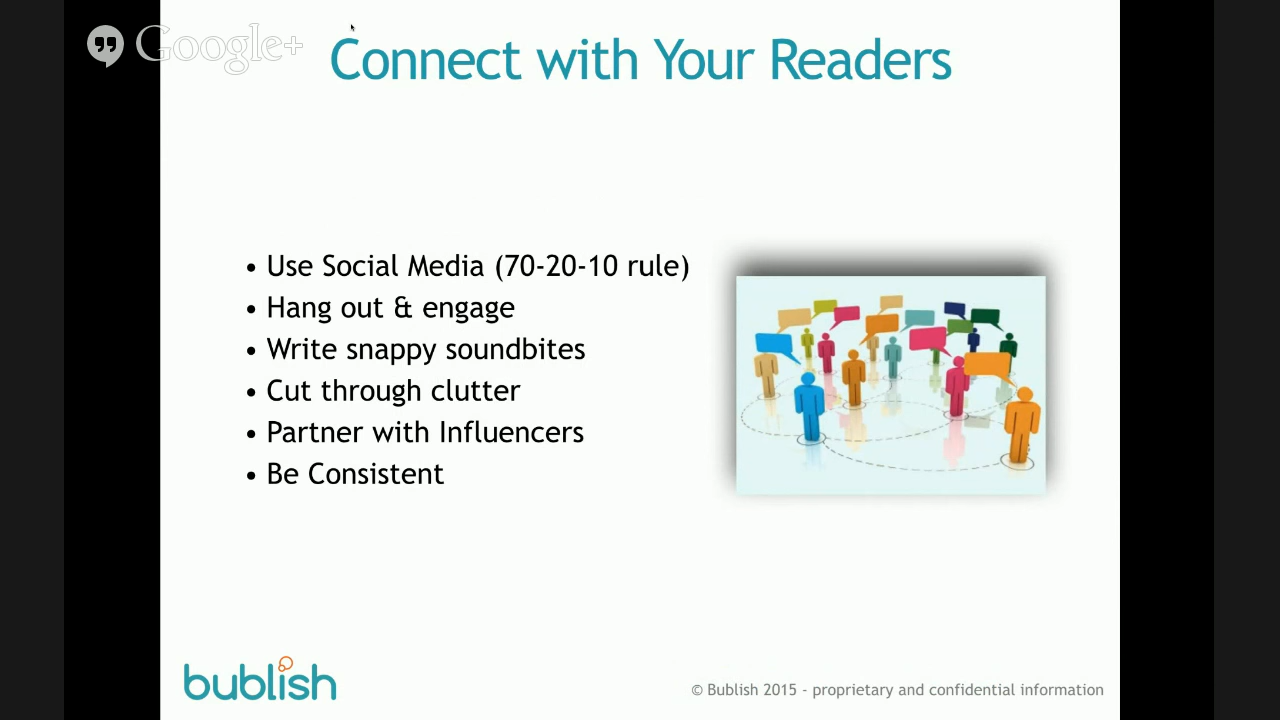 Google+
Connect with Your Readers
• Use Social Media (70-20-10 rule)
• Hang out & engage
• Write snappy soundbites
• Cut through clutter
• Partner with Influencers
• Be Consistent
bublish
© Bublish 2015 - proprietary and confidential information